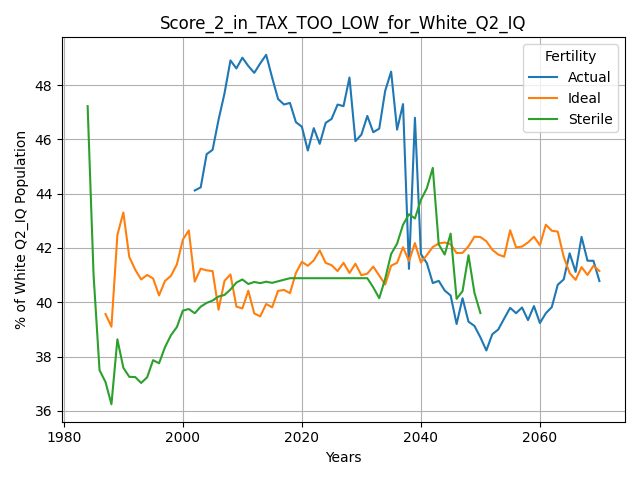 Score_2_in_TAX_TOO_LOW_for_White_Q2_IQ
Fertility
Actual
Ideal
Sterile
% of White Q2_IQ Population
48
46
44
42
40
38
36
1980
2000
2020
2040
2060
Years